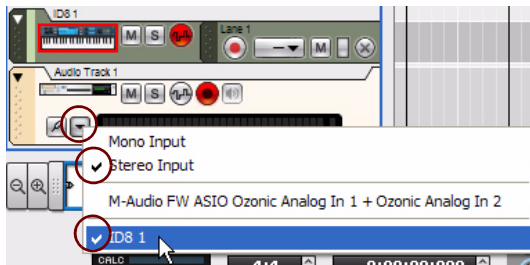 ID8 1
M S
Lane 1
M
Audio Track 1
M S
Mono Input
Stereo Input
M-Audio FW ASIO Ozonic Analog In 1 + Ozonic Analog In 2
ID8 1
CALC